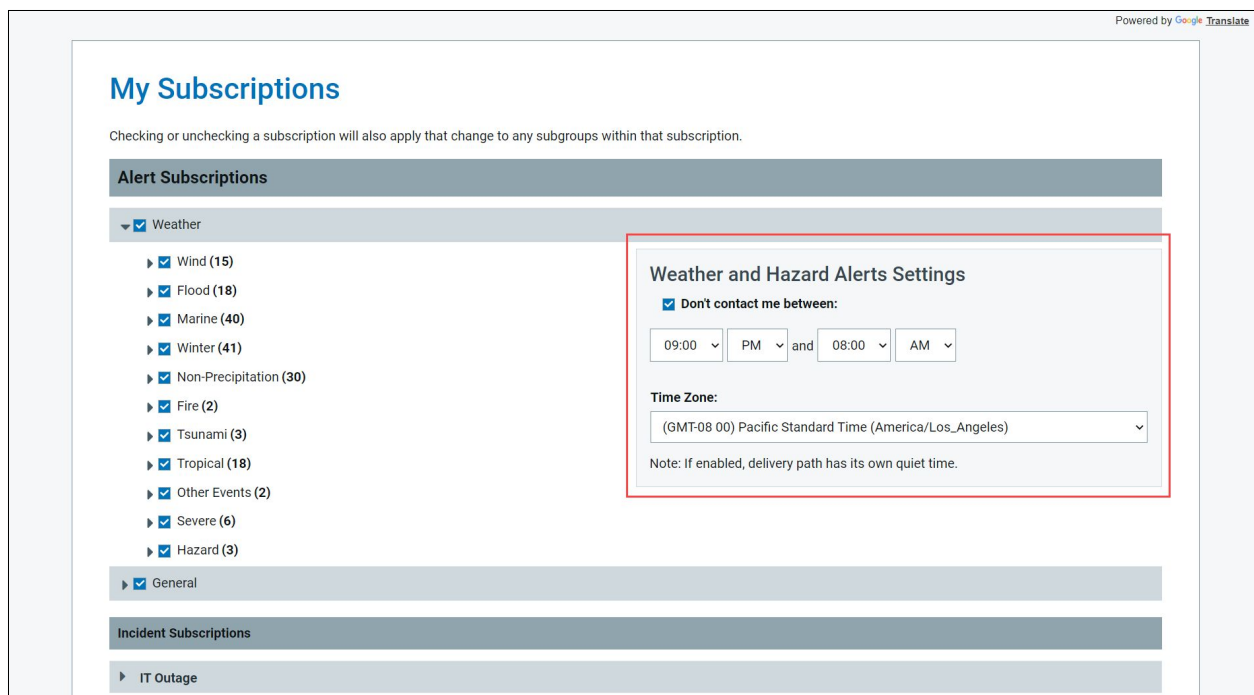 Powered by Google Translate
My Subscriptions
Checking or unchecking a subscription will also apply that change to any subgroups within that subscription.
Alert Subscriptions
Weather
Wind (15)
Flood (18)
Marine (40)
Winter (41)
Non-Precipitation (30)
Fire (2)
Tsunami (3)
Tropical (18)
Other Events (2)
Severe (6)
Hazard (3)
Weather and Hazard Alerts Settings
Don't contact me between:
09:00 PM and 08:00 AM
Time Zone:
(GMT-08 00) Pacific Standard Time (America/Los_Angeles)
Note: If enabled, delivery path has its own quiet time.
General
Incident Subscriptions
IT Outage